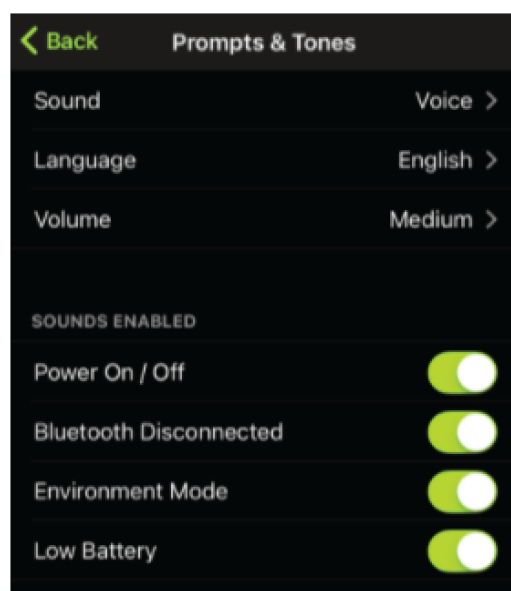 Back Prompts & Tones
Sound Voice
Language English
Volume Medium
SOUNDS ENABLED
Power On / Off
Bluetooth Disconnected
Environment Mode
Low Battery